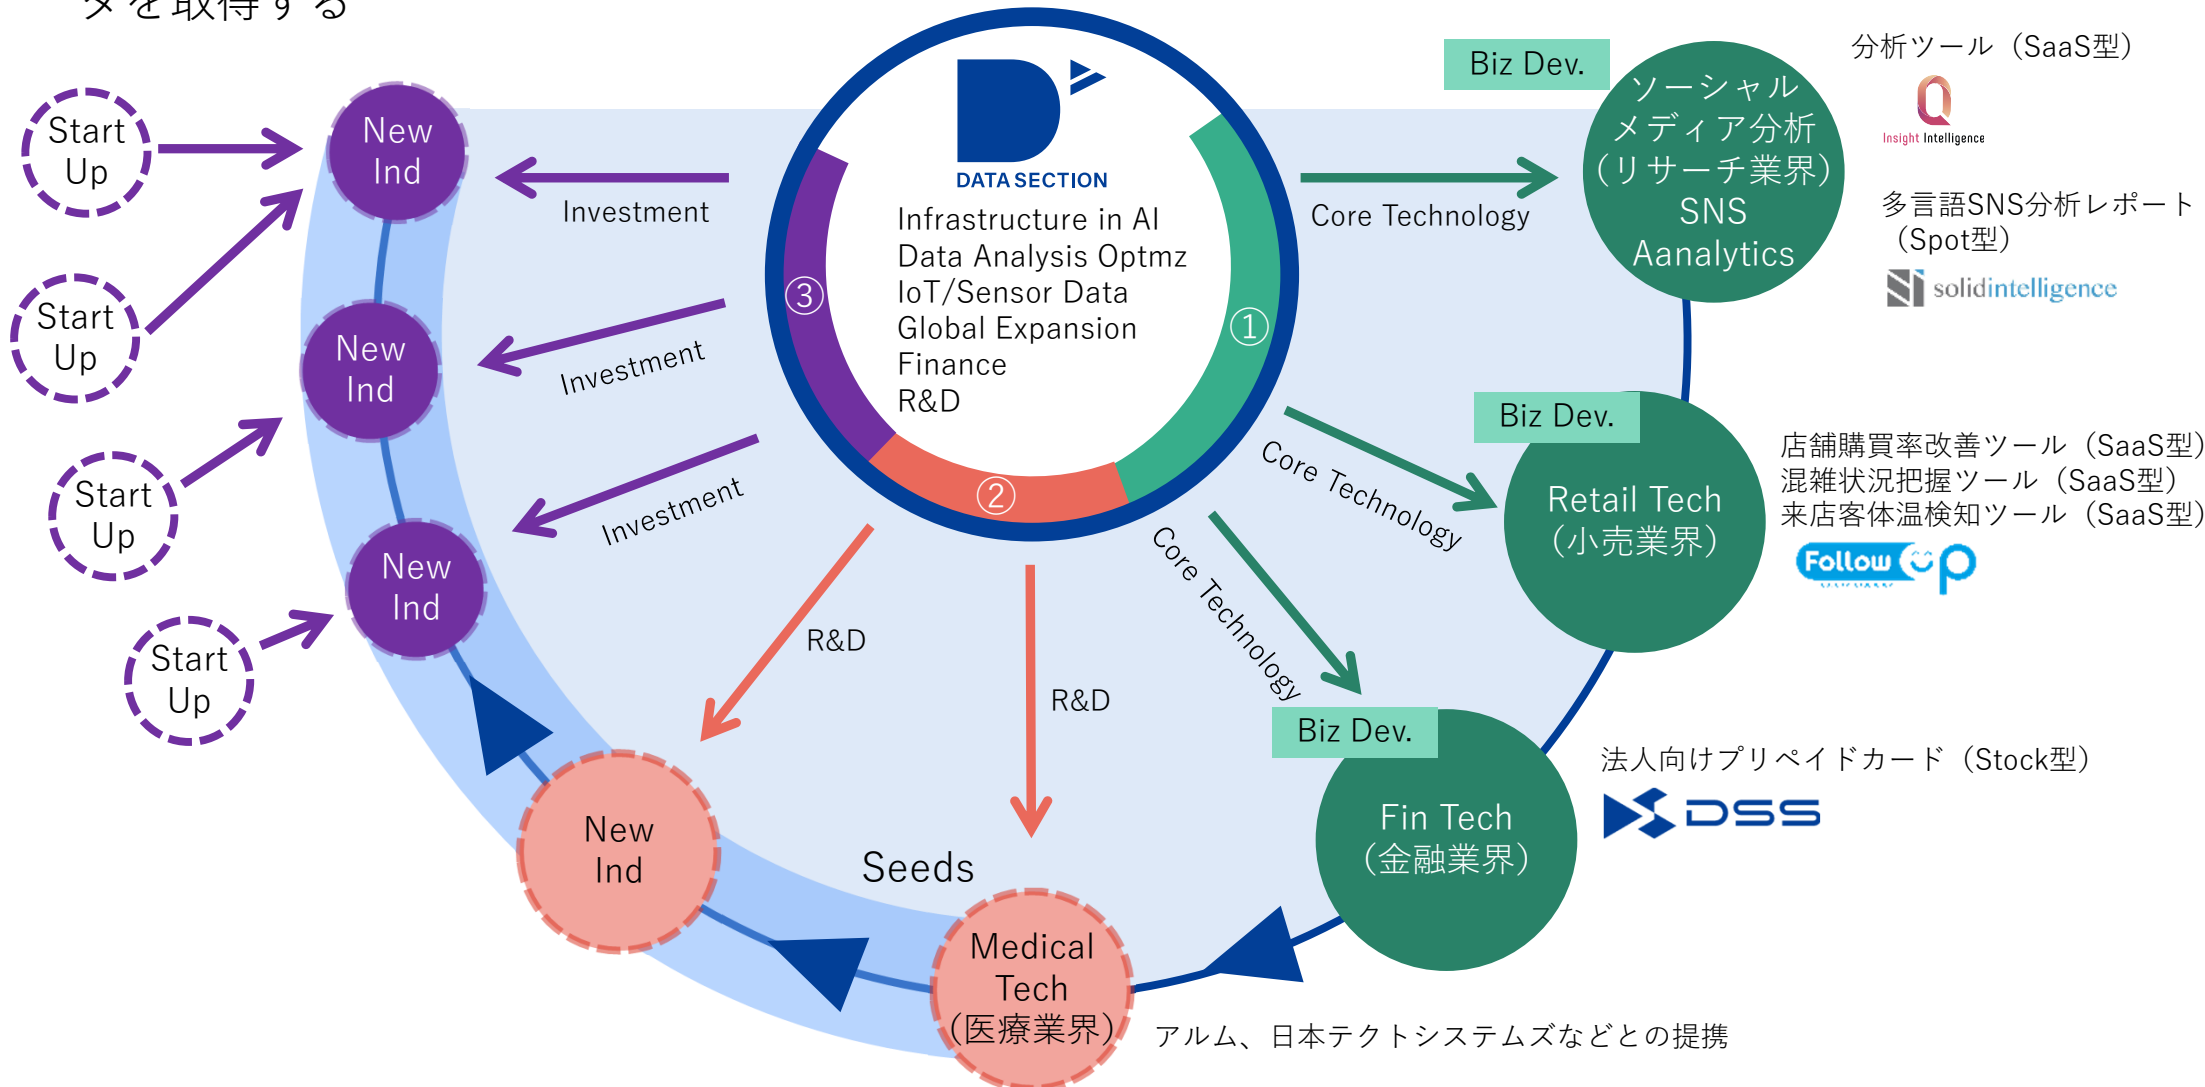 タを取得する
Start
Up
Start
Up
Start
Up
Start
Up
New
Ind
New
Ind
New
Ind
New
Ind
Investment
Investment
Investment
DATA SECTION
Infrastructure in AI
Data Analysis Optmz
IoT/Sensor Data
Global Expansion
Finance
R&D
③
②
①
R&D
R&D
Seeds
Medical
Tech
(医療業界)
アルム、日本テクトシステムズなどとの提携
Core Technology
Core Technology
Core Technology
Biz Dev.
ソーシャル
メディア分析
(リサーチ業界)
SNS
Aanalytics
分析ツール（SaaS型）
Insight Intelligence
多言語SNS分析レポート
（Spot型）
solidintelligence
Biz Dev.
Retail Tech
(小売業界)
店舗購買率改善ツール（SaaS型）
混雑状況把握ツール（SaaS型）
来店客体温検知ツール（SaaS型）
Follow Up
Biz Dev.
Fin Tech
(金融業界)
法人向けプリペイドカード（Stock型）
DSS